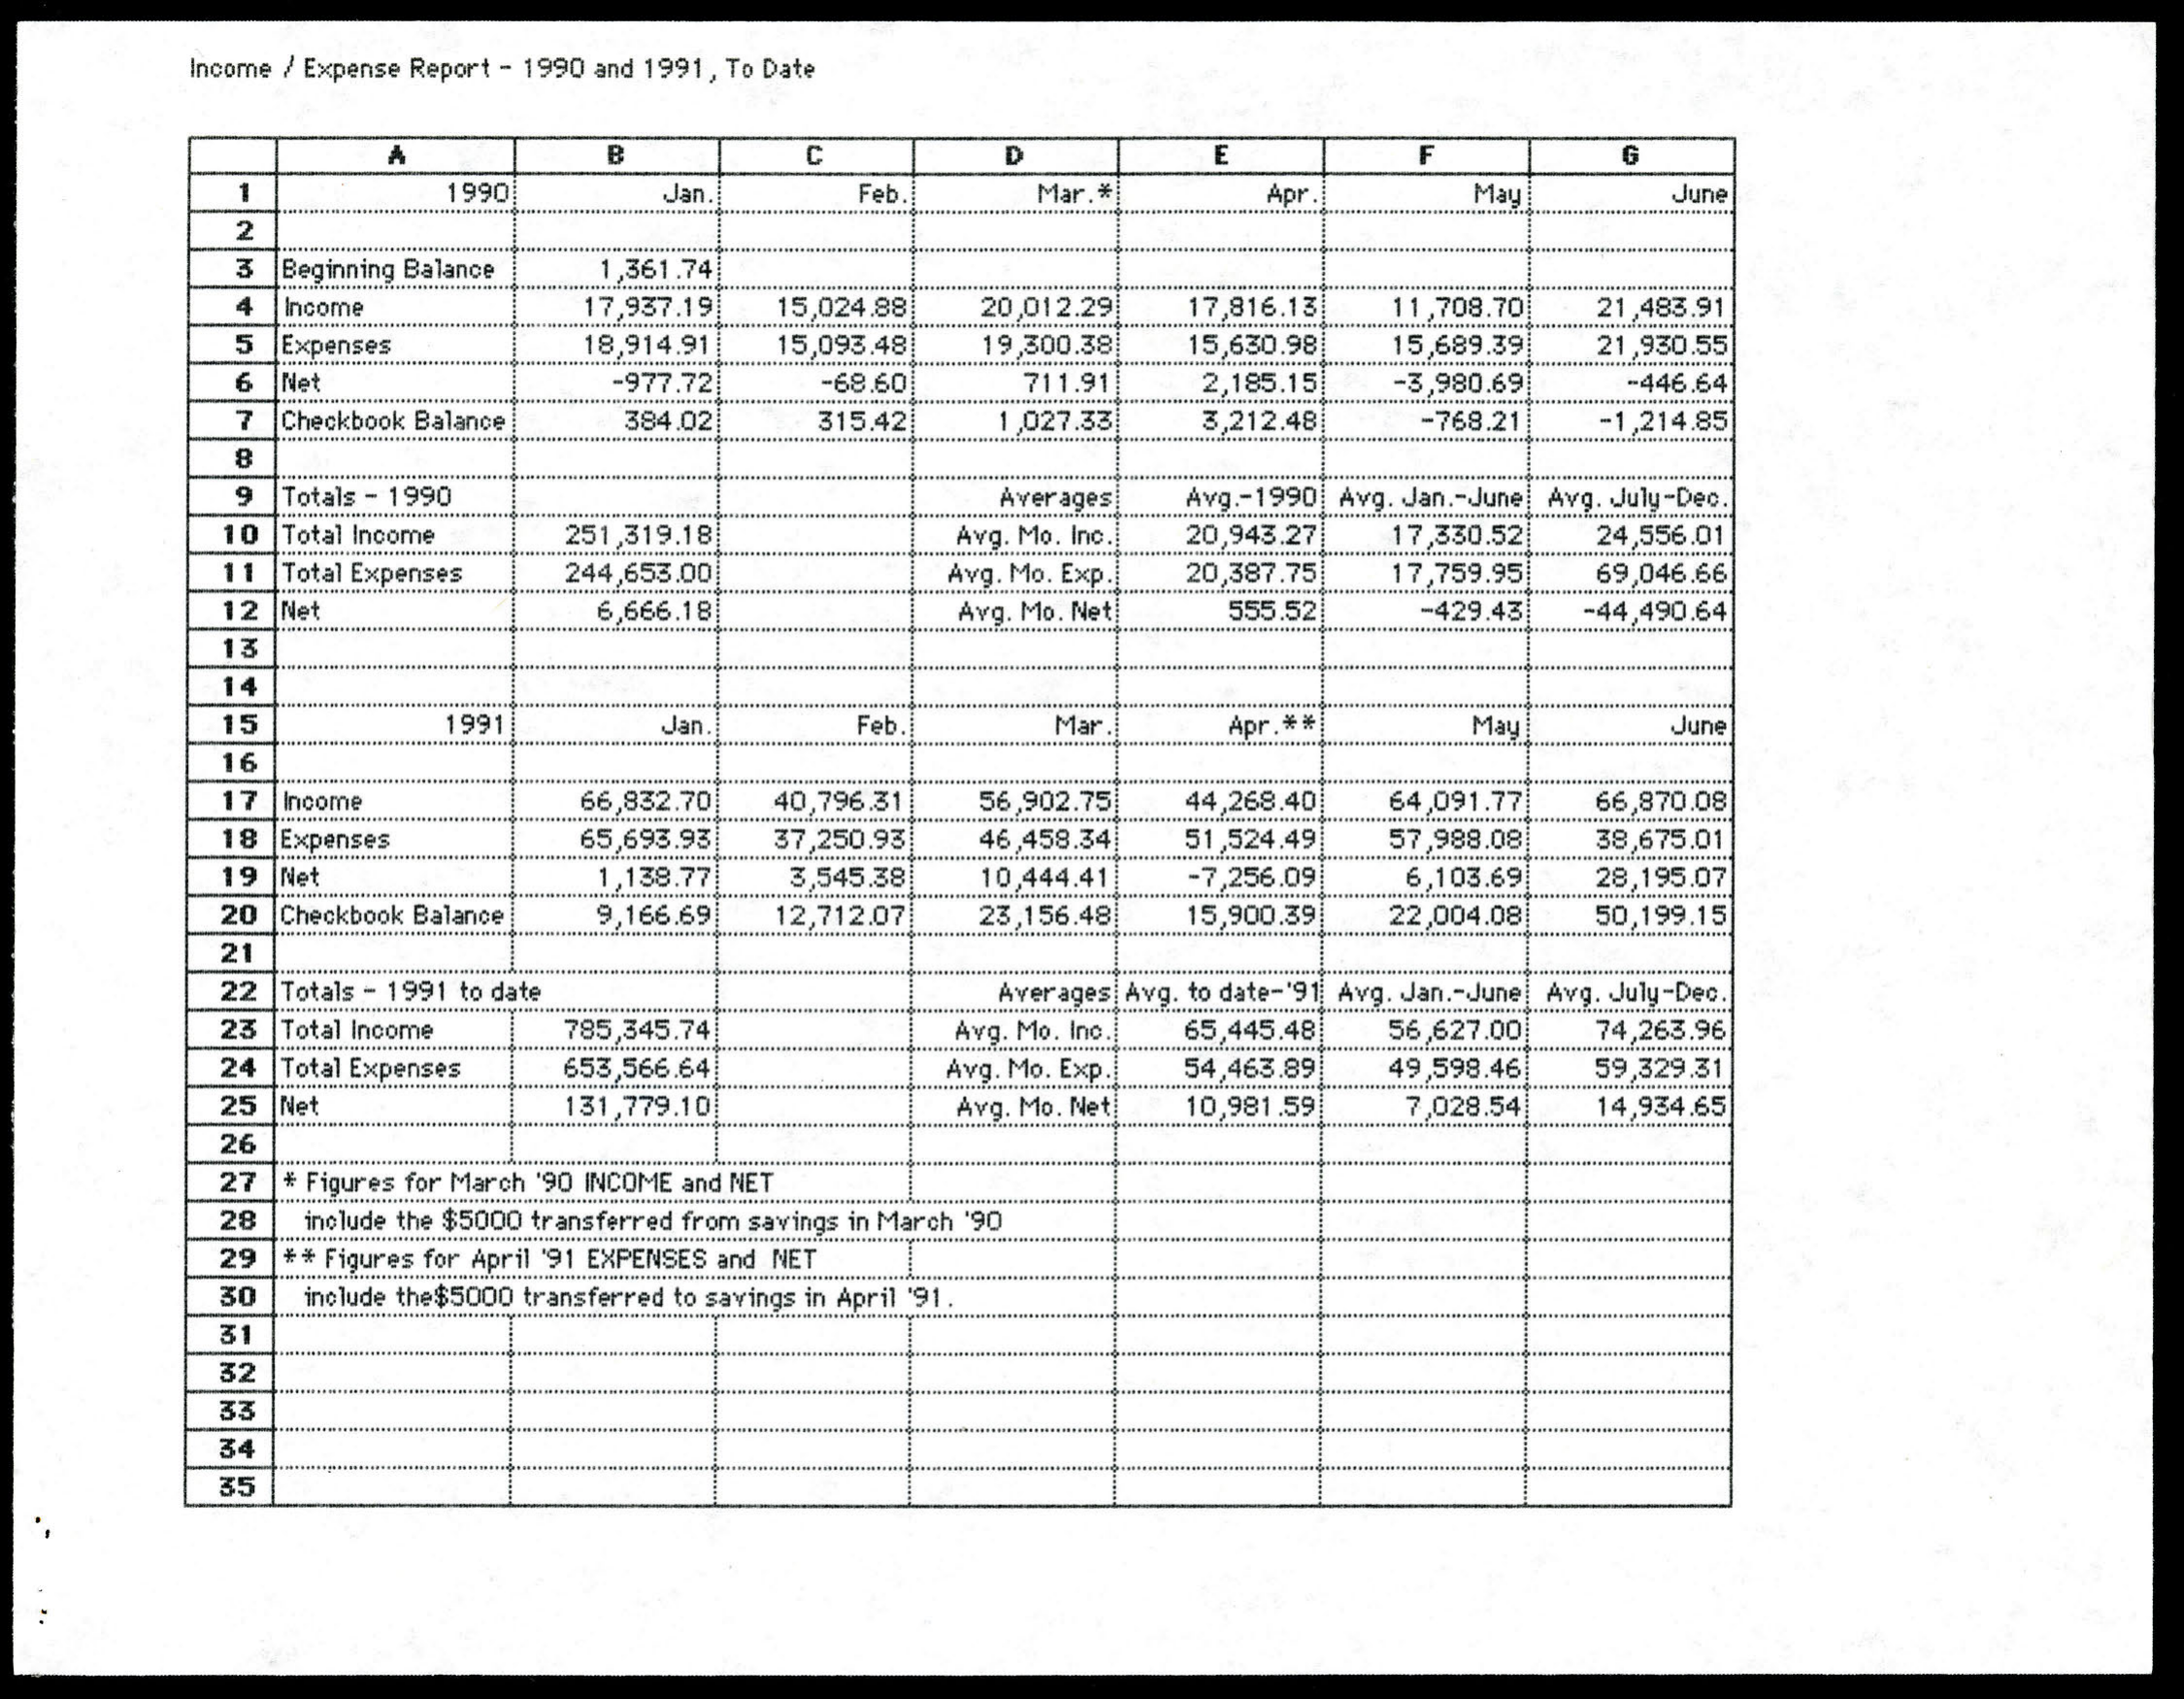 Income / Expense Report - 1990 and 1991, To Date
A B C D E F G
1 1990 Jan. Feb. Mar.* Apr. May June
2
3 Beginning Balance 1,361.74
4 Income 17,937.19 15,024.88 20,012.29 17,816.13 11,708.70 21,483.91
5 Expenses 18,914.91 15,093.48 19,300.38 15,630.98 15,689.39 21,930.55
6 Net -977.72 -68.60 711.91 2,185.15 -3,980.69 -446.64
7 Checkbook Balance 384.02 315.42 1,027.33 3,212.48 -768.21 -1,214.85
8
9 Totals - 1990 Averages Avg.-1990 Avg. Jan.-June Avg. July-Dec.
10 Total Income 251,319.18 Avg. Mo. Inc. 20,943.27 17,330.52 24,556.01
11 Total Expenses 244,653.00 Avg. Mo. Exp. 20,387.75 17,759.95 69,046.66
12 Net 6,666.18 Avg. Mo. Net 555.52 -429.43 -44,490.64
13
14
15 1991 Jan. Feb. Mar. Apr.** May June
16
17 Income 66,832.70 40,796.31 56,902.75 44,268.40 64,091.77 66,870.08
18 Expenses 65,693.93 37,250.93 46,458.34 51,524.49 57,988.08 38,675.01
19 Net 1,138.77 3,545.38 10,444.41 -7,256.09 6,103.69 28,195.07
20 Checkbook Balance 9,166.69 12,712.07 23,156.48 15,900.39 22,004.08 50,199.15
21
22 Totals - 1991 to date Averages Avg. to date-'91 Avg. Jan.-June Avg. July-Dec.
23 Total Income 785,345.74 Avg. Mo. Inc. 65,445.48 56,627.00 74,263.96
24 Total Expenses 653,566.64 Avg. Mo. Exp. 54,463.89 49,598.46 59,329.31
25 Net 131,779.10 Avg. Mo. Net 10,981.59 7,028.54 14,934.65
26
27 * Figures for March '90 INCOME and NET
28 include the $5000 transferred from savings in March '90
29 ** Figures for April '91 EXPENSES and NET
30 include the$5000 transferred to savings in April '91.
31
32
33
34
35